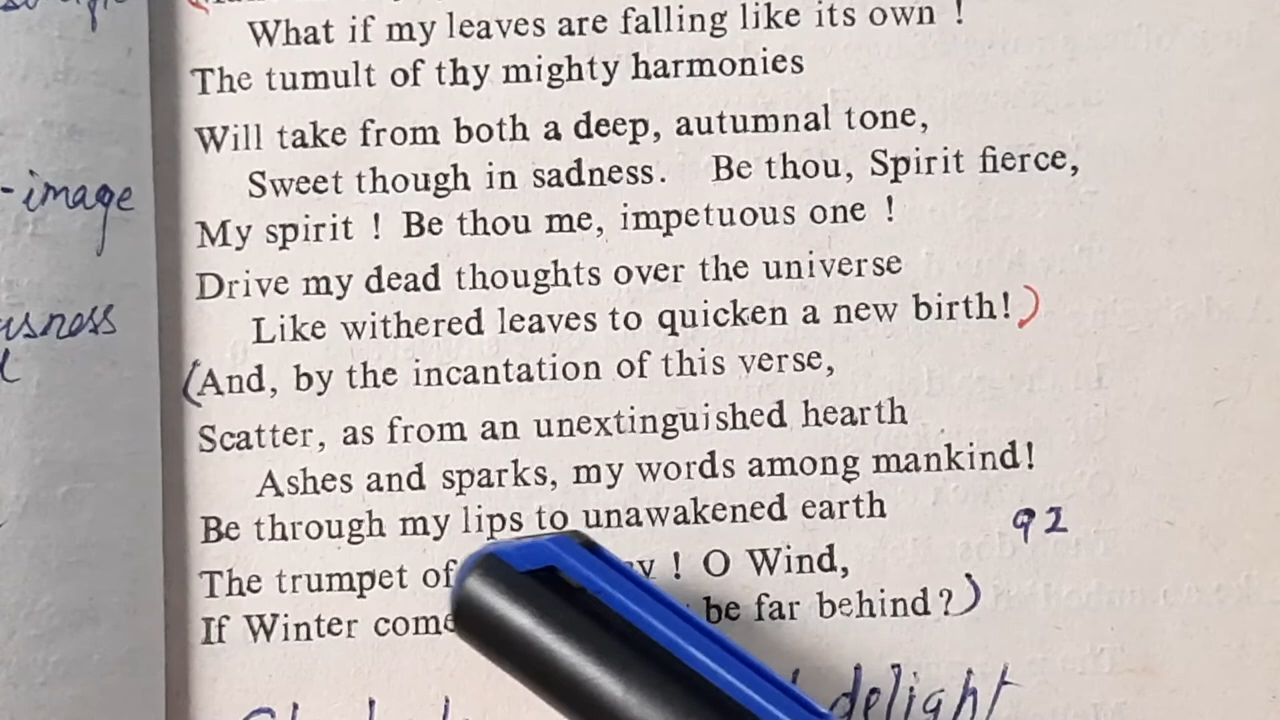 What if my leaves are falling like its own !
The tumult of thy mighty harmonies
Will take from both a deep, autumnal tone,
Sweet though in sadness. Be thou, Spirit fierce,
-image
My spirit ! Be thou me, impetuous one !
Drive my dead thoughts over the universe
Like withered leaves to quicken a new birth!)
usness
(And, by the incantation of this verse,
Scatter, as from an unextinguished hearth
Ashes and sparks, my words among mankind!
Be through my lips to unawakened earth
92
The trumpet of y ! O Wind,
If Winter come be far behind?)
delight